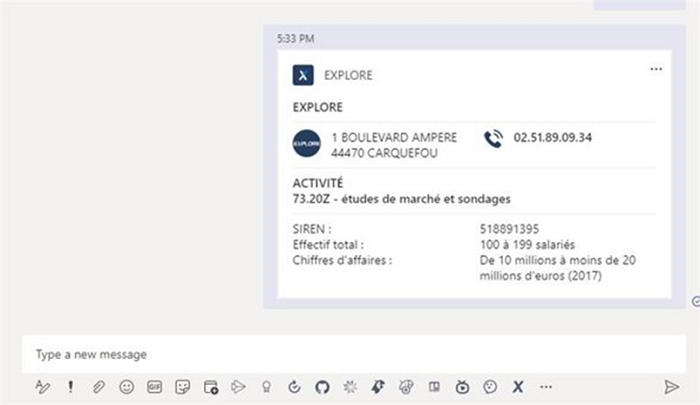 5:33 PM
EXPLORE
EXPLORE
EXPLORE
1 BOULEVARD AMPERE
44470 CARQUEFOU
02.51.89.09.34
ACTIVITÉ
73.20Z - études de marché et sondages
SIREN : 518891395
Effectif total : 100 à 199 salariés
Chiffres d'affaires : De 10 millions à moins de 20
millions d'euros (2017)
Type a new message
GIF